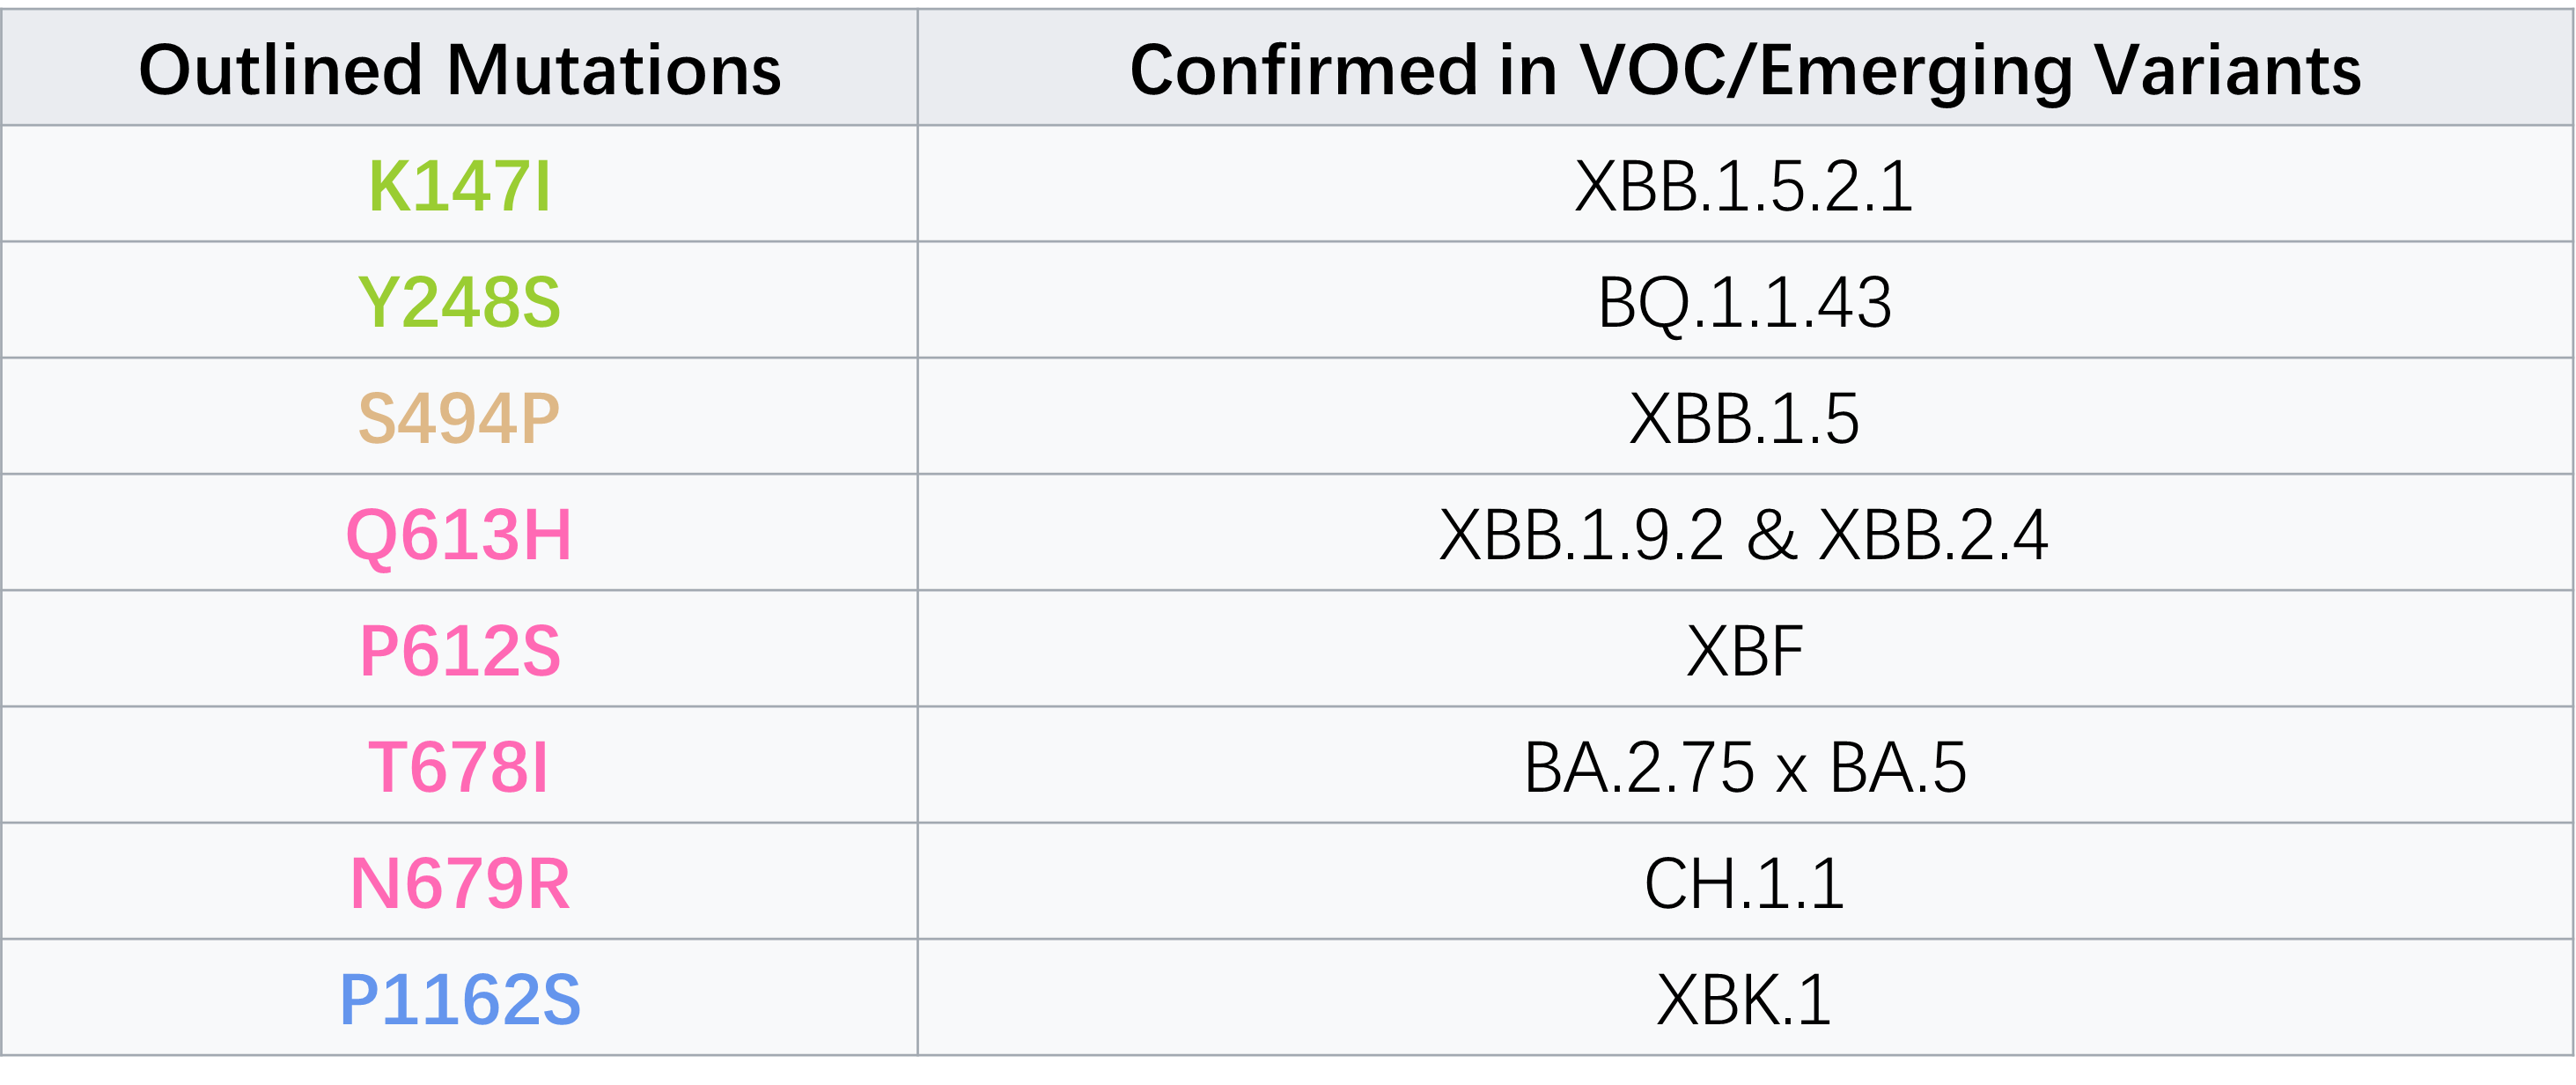 Outlined Mutations Confirmed in VOC/Emerging Variants
K147I XBB.1.5.2.1
Y248S BQ.1.1.43
S494P XBB.1.5
Q613H XBB.1.9.2 & XBB.2.4
P612S XBF
T678I BA.2.75 x BA.5
N679R CH.1.1
P1162S XBK.1